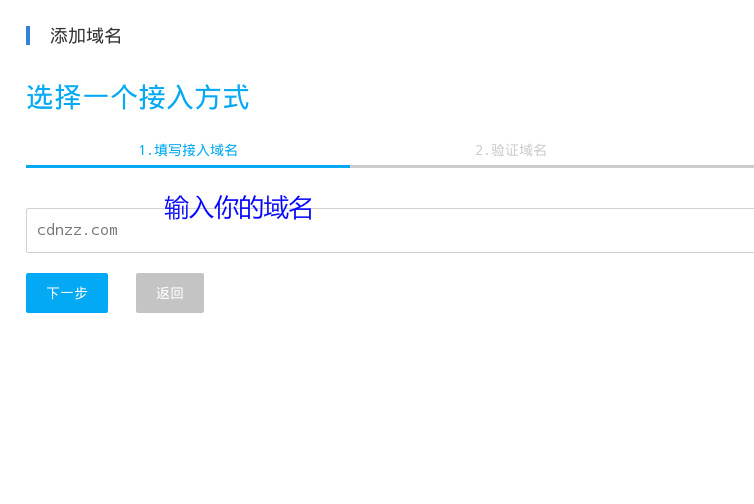 添加域名
选择一个接入方式
1.填写接入域名
2.验证域名
输入你的域名
cdnzz.com
下一步
返回